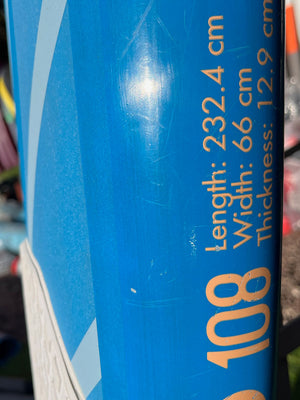 Length: 232.4 cm
Width: 66 cm
Thickness: 12.9 cm
108